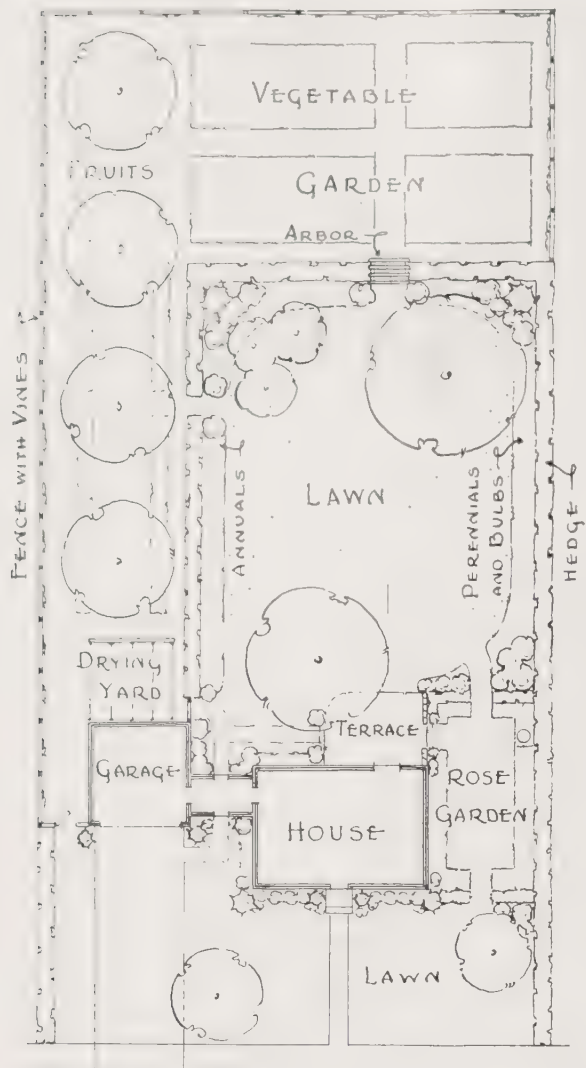 VEGETABLE
FRUITS
GARDEN
ARBOR
FENCE WITH VINES
ANNUALS
LAWN
PERENNIALS
AND BULBS
HEDGE
DRYING
YARD
TERRACE
GARAGE
ROSE
GARDEN
HOUSE
LAWN